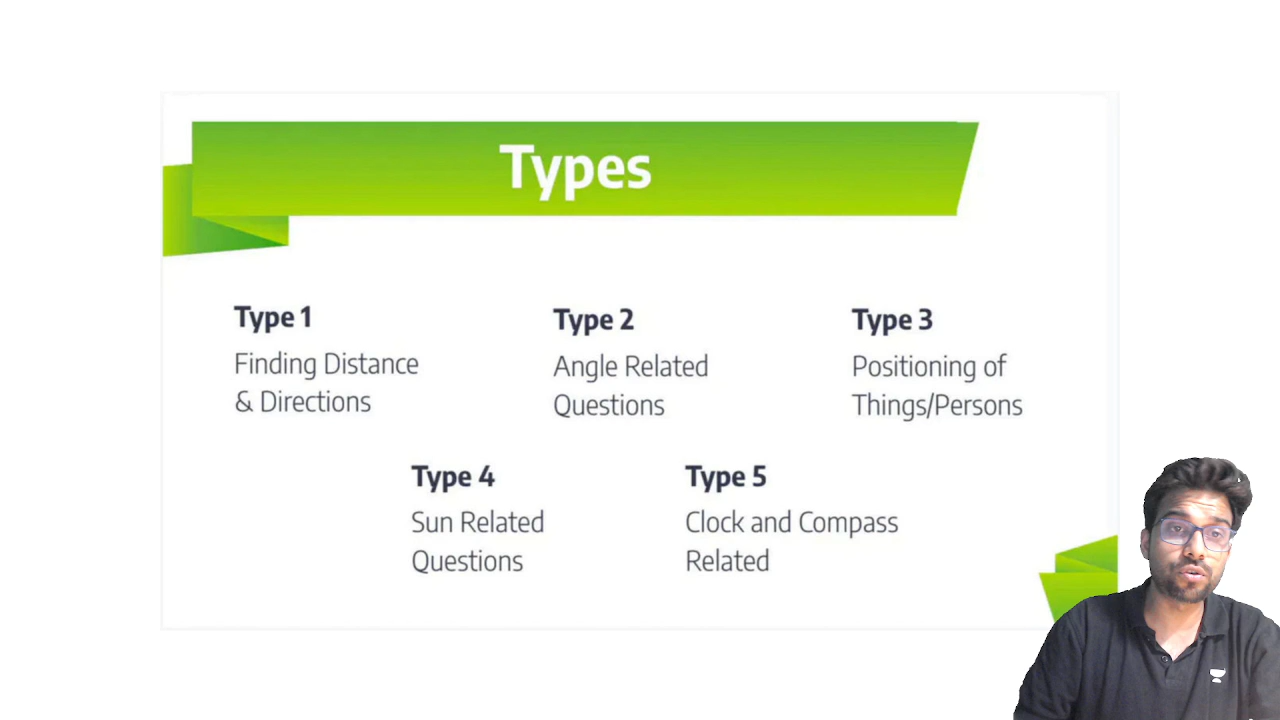 Types
Type 1
Finding Distance
& Directions
Type 2
Angle Related
Questions
Type 3
Positioning of
Things/Persons
Type 4
Sun Related
Questions
Type 5
Clock and Compass
Related